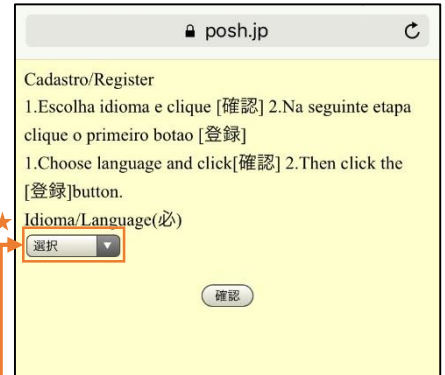 posh.jp
Cadastro/Register
1.Escolha idioma e clique [確認] 2.Na seguinte etapa
clique o primeiro botao [登録]
1.Choose language and click[確認] 2.Then click the
[登録]button.
Idioma/Language(必)
選択
確認